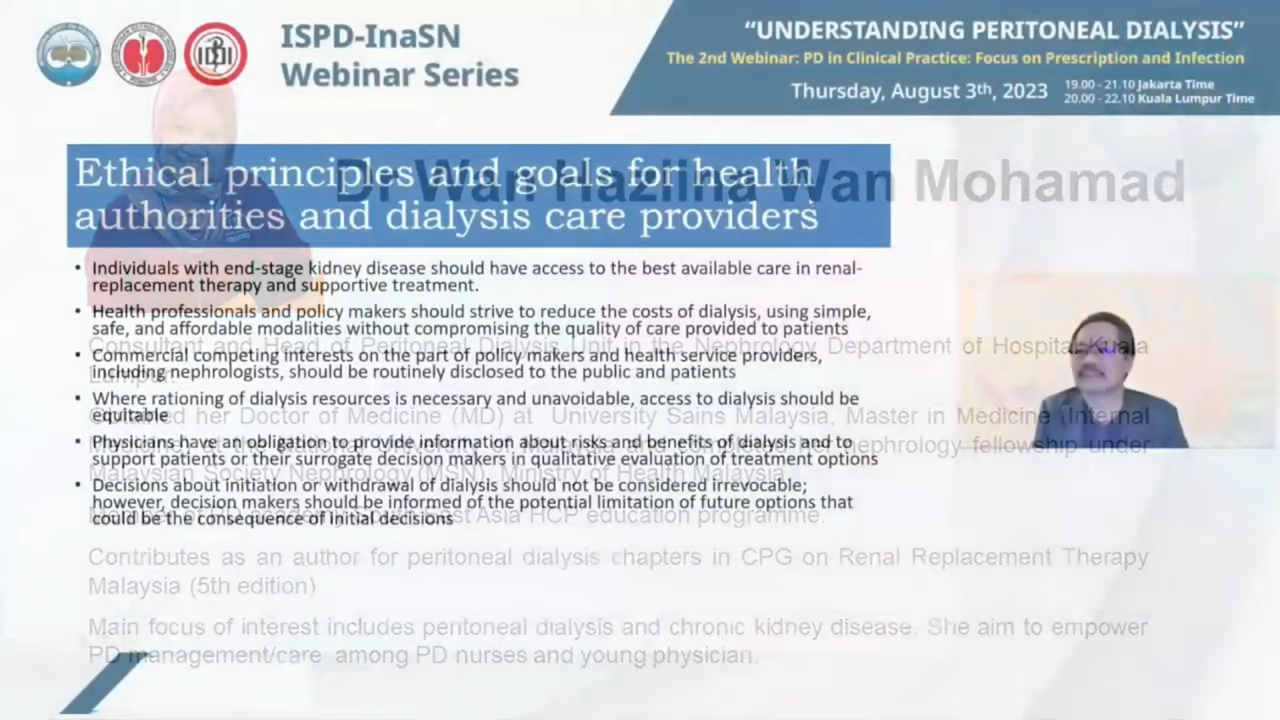 ISPD-InaSN
Webinar Series
“UNDERSTANDING PERITONEAL DIALYSIS”
The 2nd Webinar: PD in Clinical Practice: Focus on Prescription and Infection
Thursday, August 3th, 2023
19.00 - 21.10 Jakarta Time
20.00 - 22.10 Kuala Lumpur Time
Ethical principles and goals for health
authorities and dialysis care providers
• Individuals with end-stage kidney disease should have access to the best available care in renal-
replacement therapy and supportive treatment.
• Health professionals and policy makers should strive to reduce the costs of dialysis, using simple,
safe, and affordable modalities without compromising the quality of care provided to patients
• Commercial competing interests on the part of policy makers and health service providers,
including nephrologists, should be routinely disclosed to the public and patients
• Where rationing of dialysis resources is necessary and unavoidable, access to dialysis should be
equitable
• Physicians have an obligation to provide information about risks and benefits of dialysis and to
support patients or their surrogate decision makers in qualitative evaluation of treatment options
• Decisions about initiation or withdrawal of dialysis should not be considered irrevocable;
however, decision makers should be informed of the potential limitation of future options that
could be the consequence of initial decisions
Dr Wan Hazlina Wan Mohamad
Consultant and Head of Peritoneal Dialysis Unit in the Nephrology Department of Hospital Kuala
Lumpur.
her Doctor of Medicine (MD) at University Sains Malaysia, Master in Medicine (Internal
nephrology fellowship under
Malaysian Society Nephrology (MSN), Ministry of Health Malaysia.
East Asia HCP education programme.
Contributes as an author for peritoneal dialysis chapters in CPG on Renal Replacement Therapy
Malaysia (5th edition)
Main focus of interest includes peritoneal dialysis and chronic kidney disease. She aim to empower
PD management/care among PD nurses and young physician.